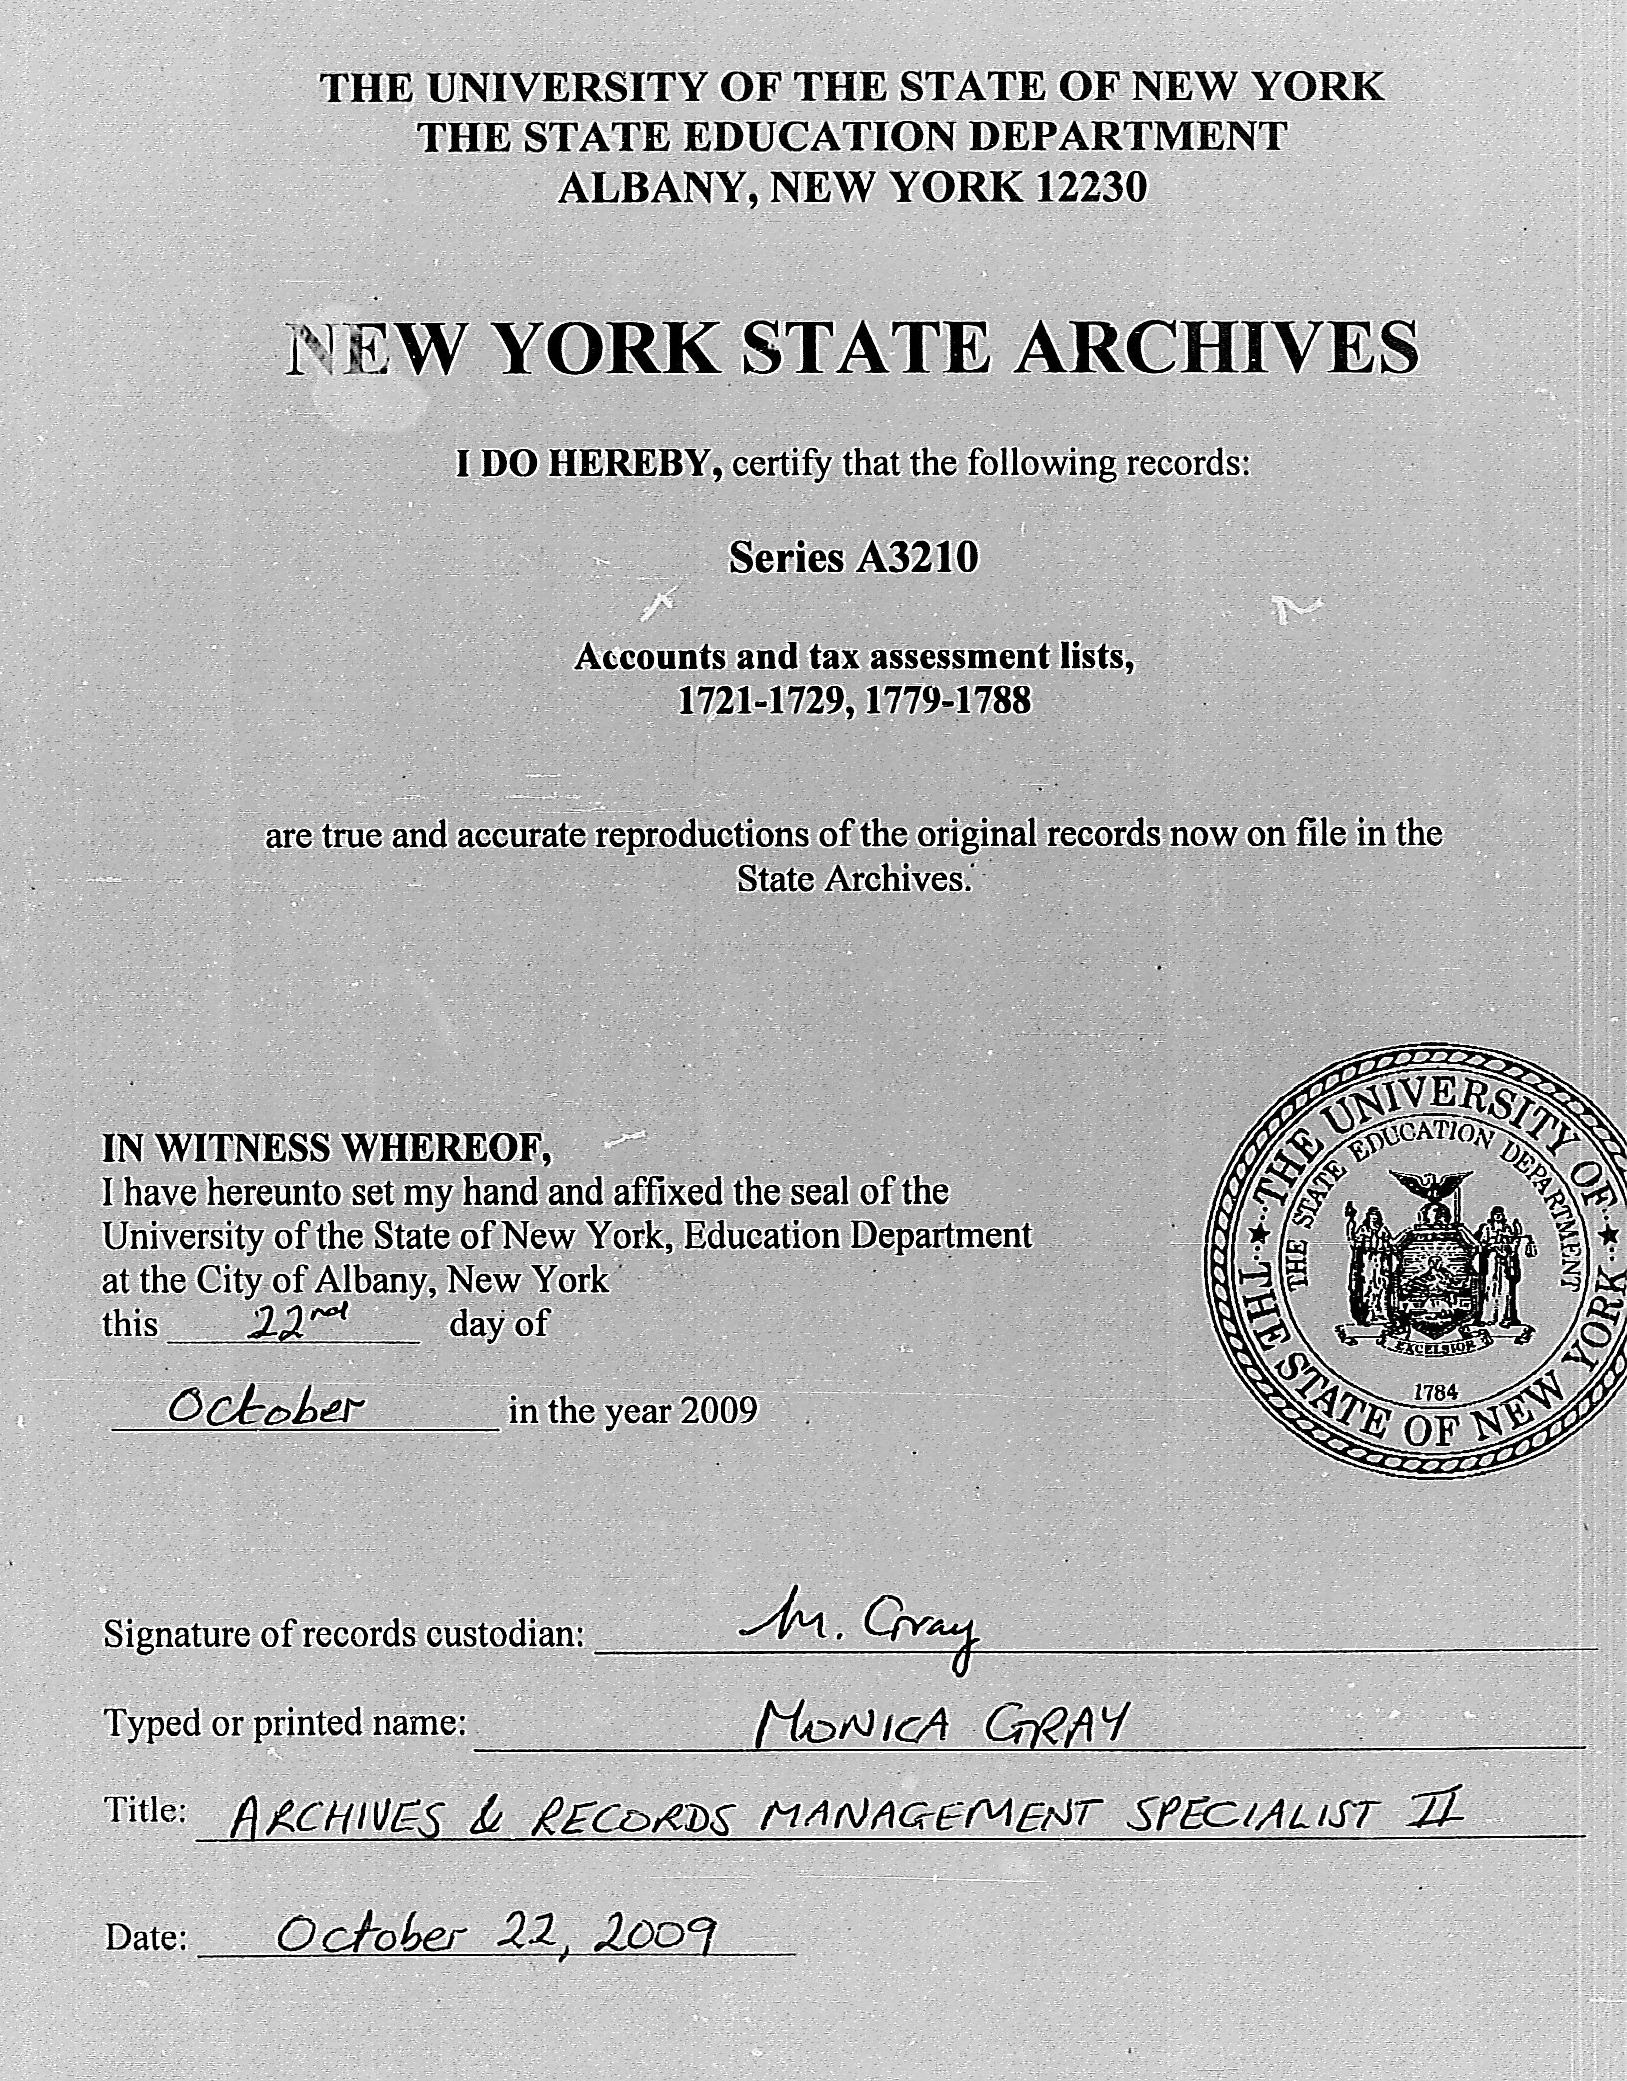 THE UNIVERSITY OF THE STATE OF NEW YORK
THE STATE EDUCATION DEPARTMENT
ALBANY, NEW YORK 12230
NEW YORK STATE ARCHIVES
I DO HEREBY, certify that the following records:
Series A3210
Accounts and tax assessment lists,
1721-1729, 1779-1788
are true and accurate reproductions of the original records now on file in the
State Archives.
IN WITNESS WHEREOF,
I have hereunto set my hand and affixed the seal of the
University of the State of New York, Education Department
at the City of Albany, New York
this 22nd day of
October in the year 2009
THE UNIVERSITY OF
THE STATE OF NEW YORK
THE STATE EDUCATION DEPARTMENT
EXCELSIOR
1784
Signature of records custodian: M. Gray
Typed or printed name: MONICA GRAY
Title: ARCHIVES & RECORDS MANAGEMENT SPECIALIST II
Date: October 22, 2009